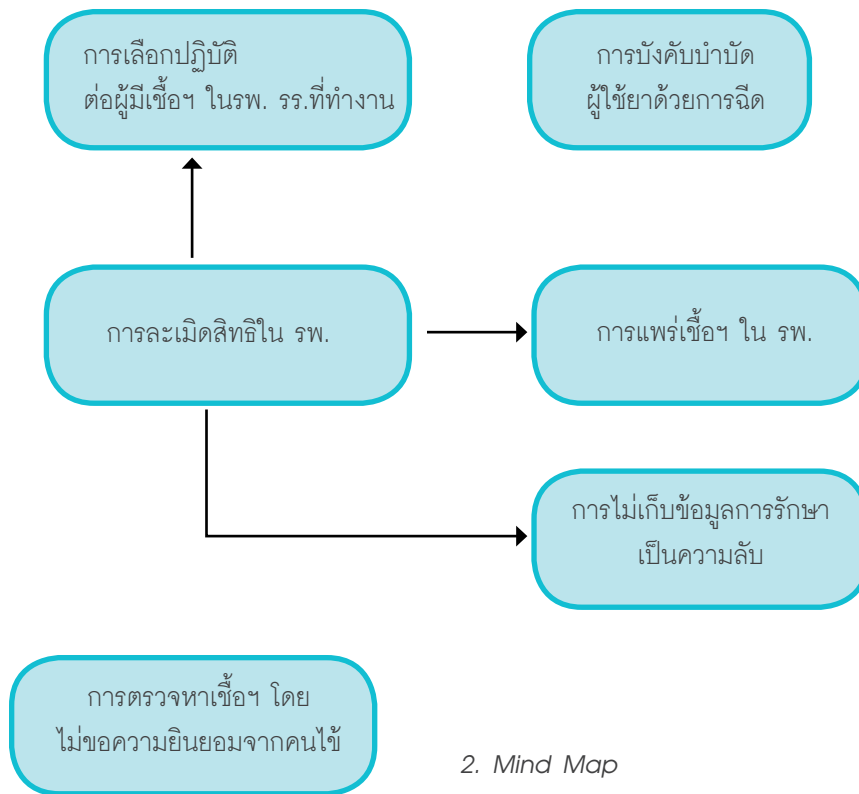 การเลือกปฏิบัติ
ต่อผู้มีเชื้อฯ ในรพ. รร.ที่ทำงาน
การบังคับบำบัด
ผู้ใช้ยาด้วยการฉีด
การละเมิดสิทธิใน รพ.
การแพร่เชื้อฯ ใน รพ.
การไม่เก็บข้อมูลการรักษา
เป็นความลับ
การตรวจหาเชื้อฯ โดย
ไม่ขอความยินยอมจากคนไข้
2. Mind Map